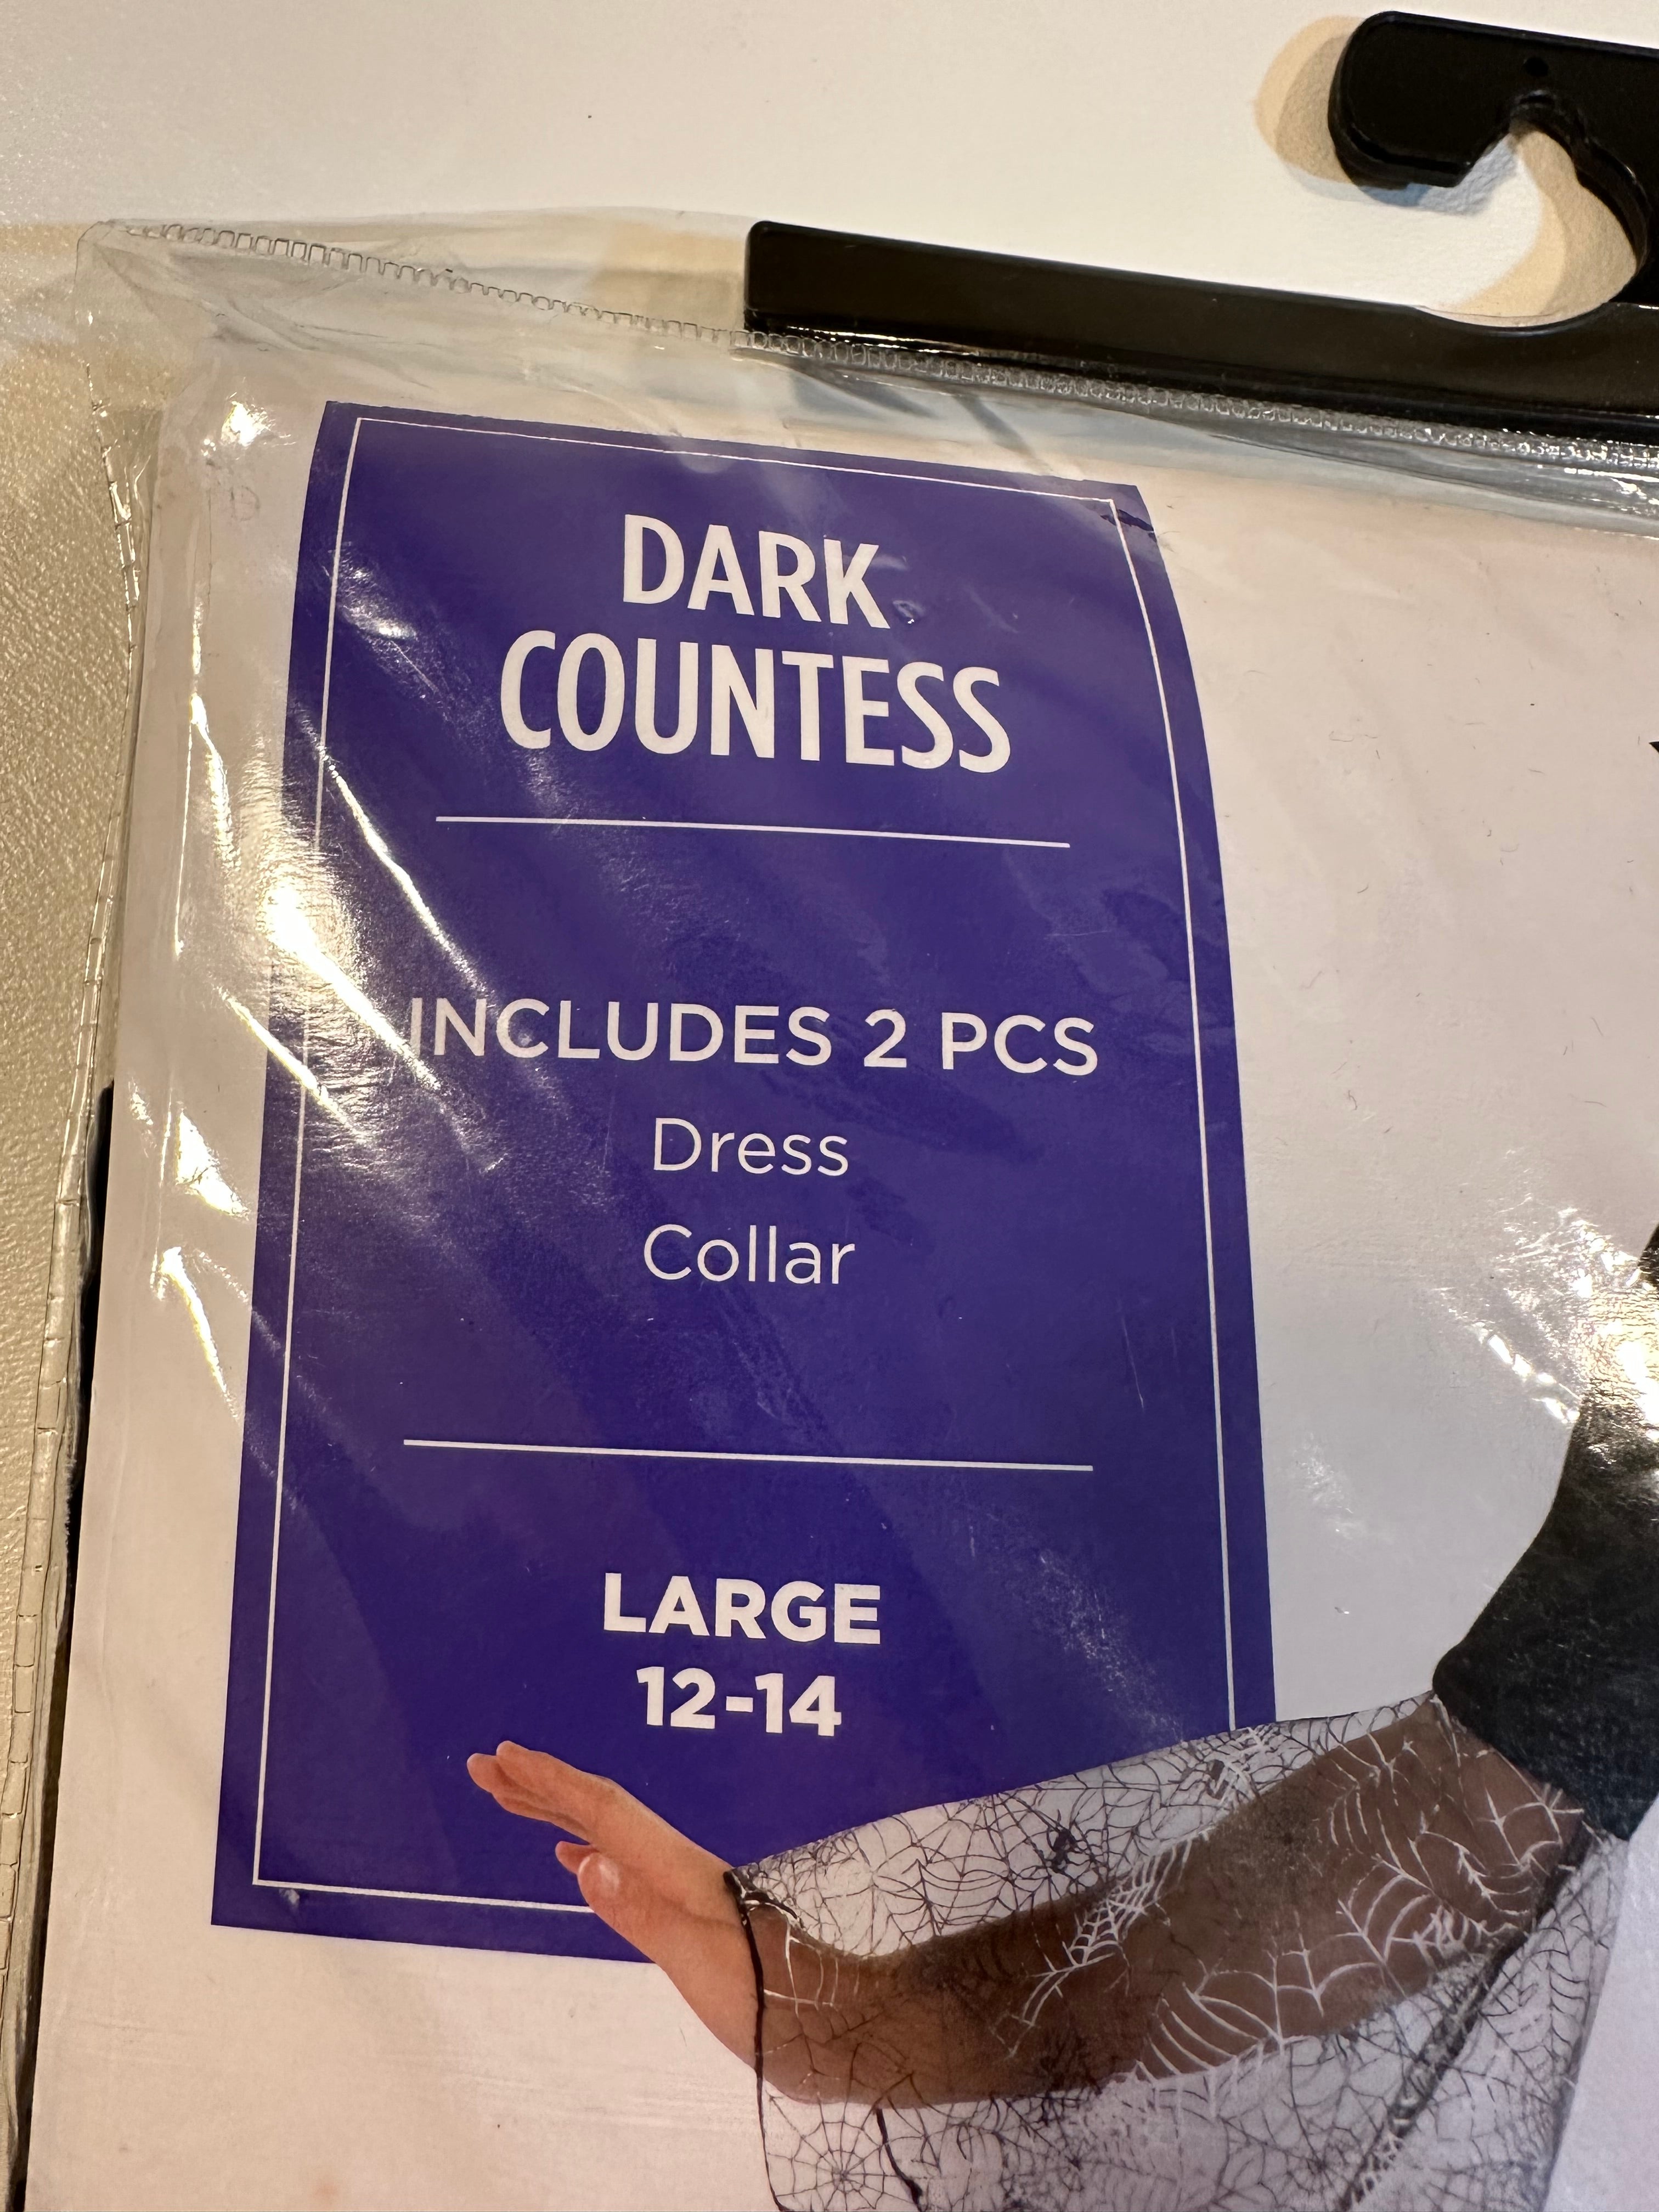 DARK
COUNTESS
INCLUDES 2 PCS
Dress
Collar
LARGE
12-14